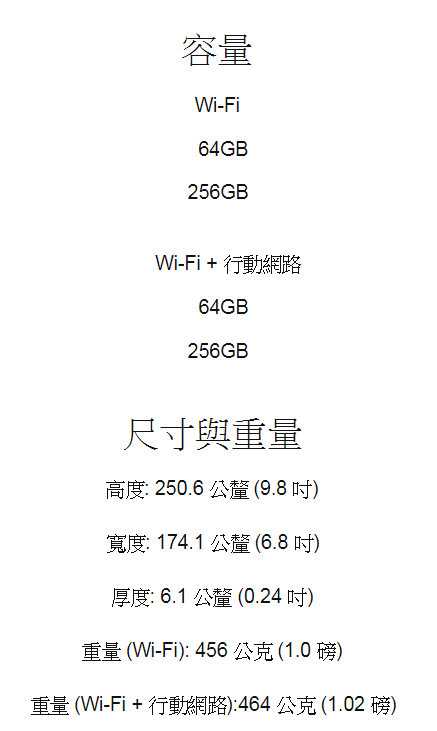 容量
Wi-Fi
64GB
256GB
Wi-Fi + 行動網路
64GB
256GB
尺寸與重量
高度: 250.6 公釐 (9.8 吋)
寬度: 174.1 公釐 (6.8 吋)
厚度: 6.1 公釐 (0.24 吋)
重量 (Wi-Fi): 456 公克 (1.0 磅)
重量 (Wi-Fi + 行動網路):464 公克 (1.02 磅)